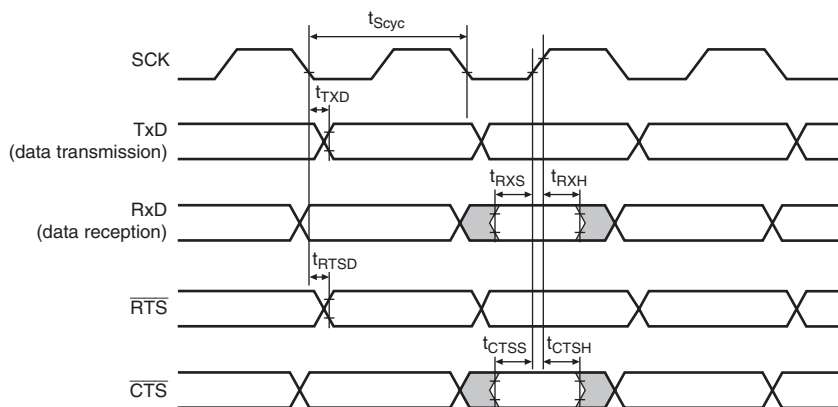 tScyc
SCK
tTXD
TxD
(data transmission)
tRXS tRXH
RxD
(data reception)
tRTSD
RTS
tCTSS tCTSH
CTS